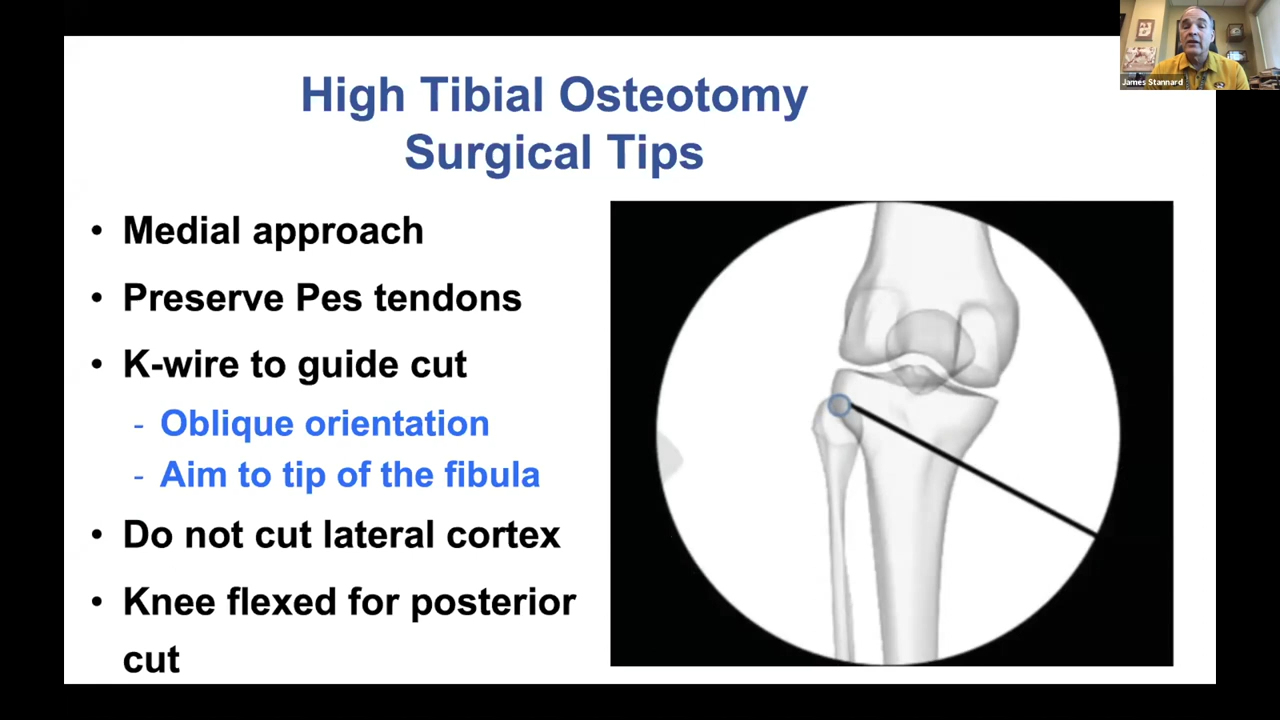 James Stannard
High Tibial Osteotomy
Surgical Tips
• Medial approach
• Preserve Pes tendons
• K-wire to guide cut
- Oblique orientation
- Aim to tip of the fibula
• Do not cut lateral cortex
• Knee flexed for posterior
cut